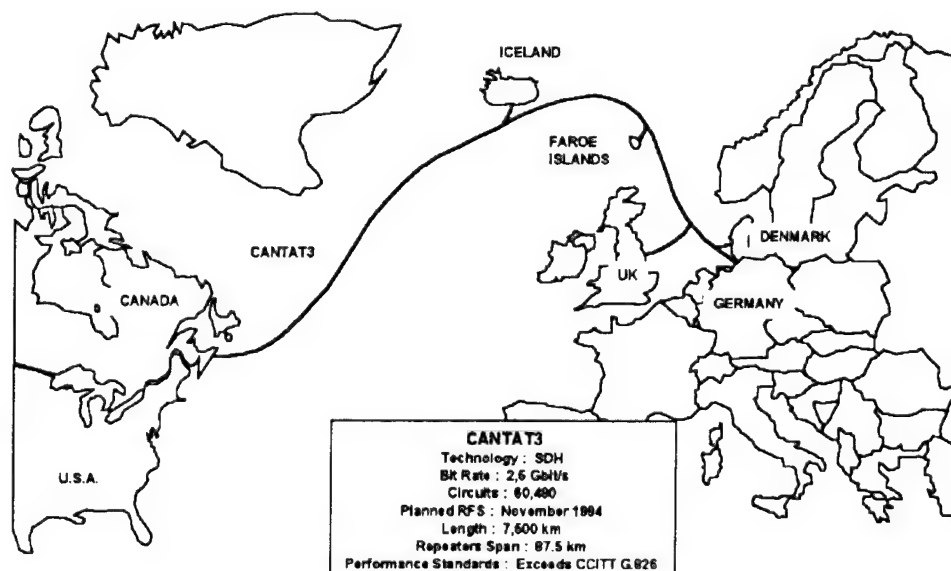 ICELAND
FAROE
ISLANDS
CANTAT3
DENMARK
UK
CANADA
GERMANY
U.S.A.
CANTAT3
Technology : SDH
Bit Rate : 2,5 Gbit/s
Circuits : 60,480
Planned RFS : November 1994
Length : 7,500 km
Repeaters Span : 87.5 km
Performance Standards : Exceeds CCITT G.826